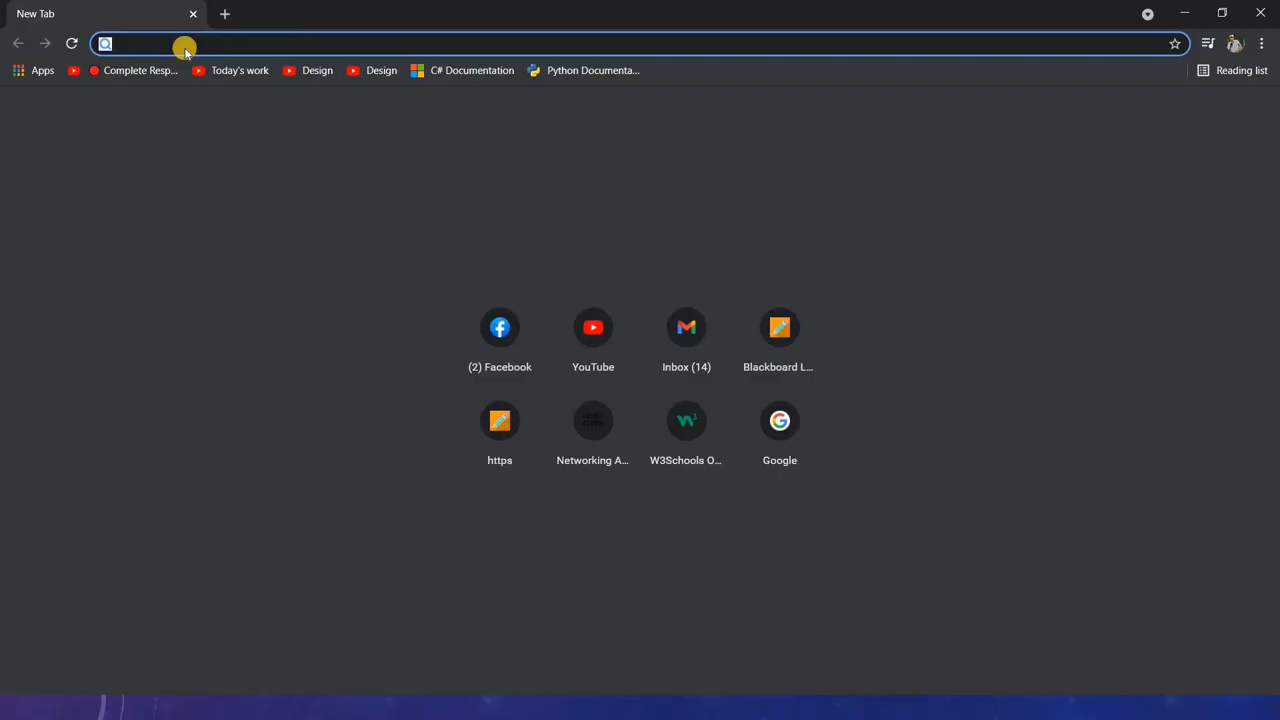 New Tab
Apps Complete Resp... Today's work Design Design C# Documentation Python Documenta... Reading list
(2) Facebook YouTube Inbox (14) Blackboard L...
https Networking A... W3Schools O... Google